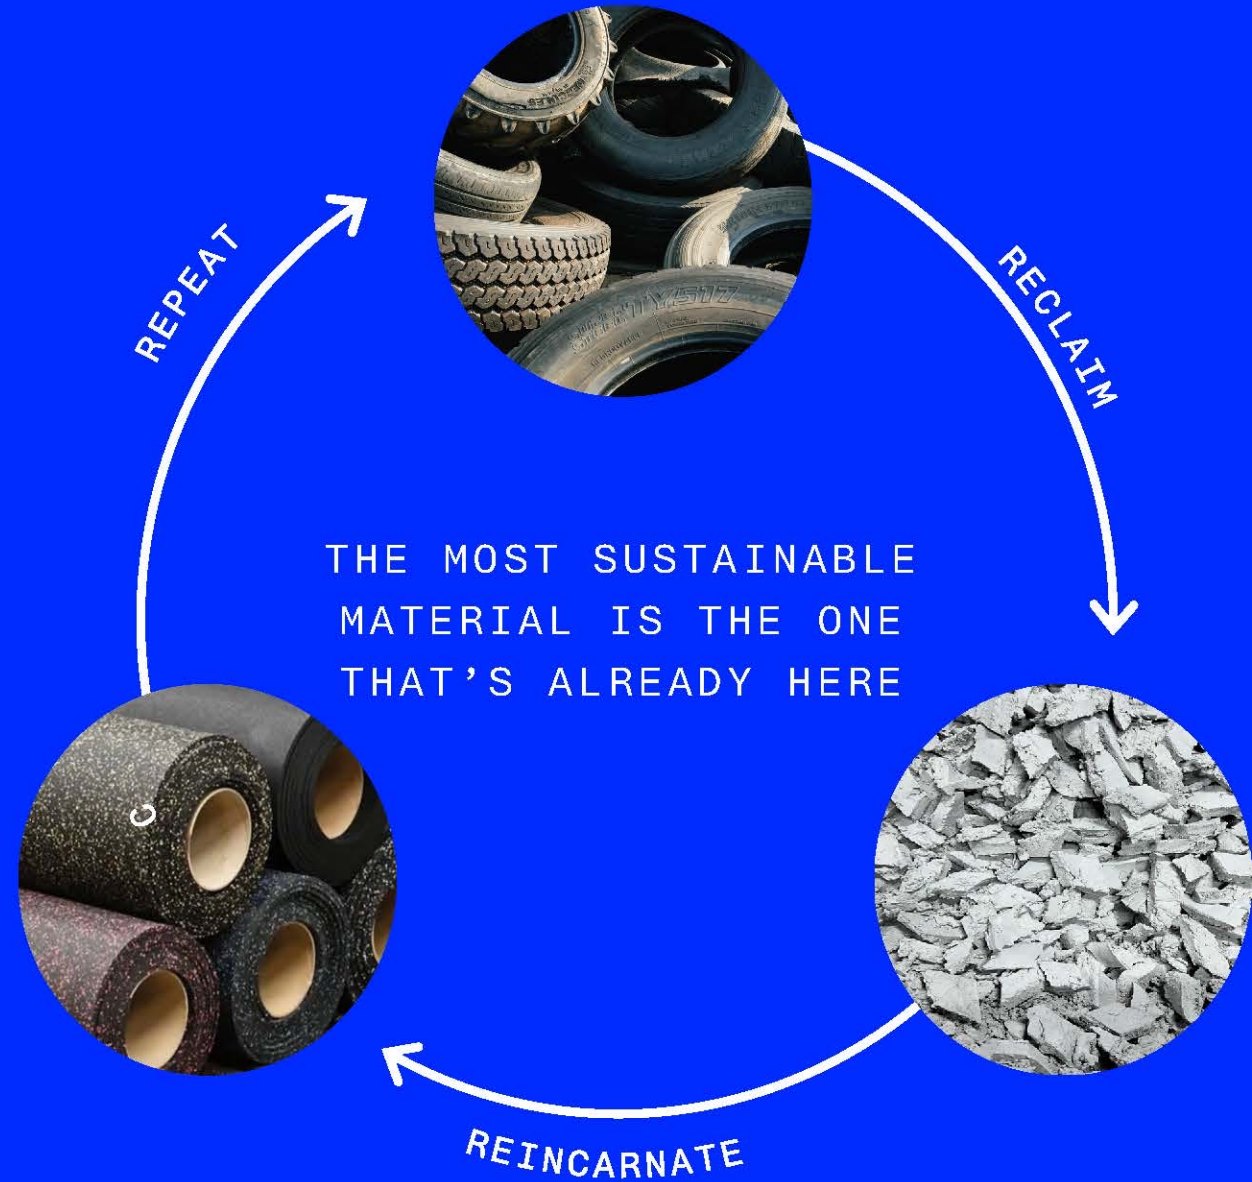 REPEAT
RECLAIM
THE MOST SUSTAINABLE
MATERIAL IS THE ONE
THAT’S ALREADY HERE
C
REINCARNATE